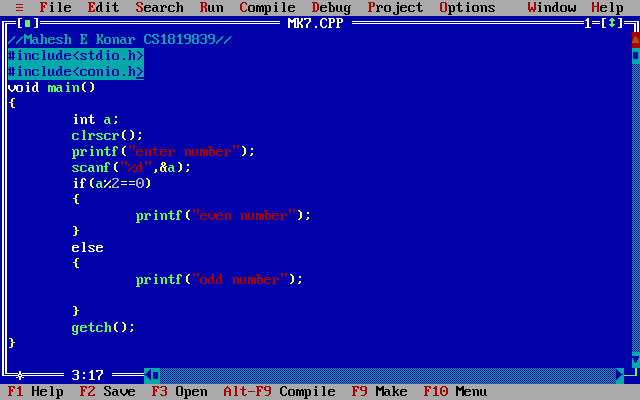 ≡ File Edit Search Run Compile Debug Project Options Window Help
[■] MK7.CPP 1=[↕]
//Mahesh E Konar CS1819839//
#include<stdio.h>
#include<conio.h>
void main()
{
int a;
clrscr();
printf("enter number");
scanf("%d",&a);
if(a%2==0)
{
printf("even number");
}
else
{
printf("odd number");
}
getch();
}
3:17
F1 Help F2 Save F3 Open Alt-F9 Compile F9 Make F10 Menu